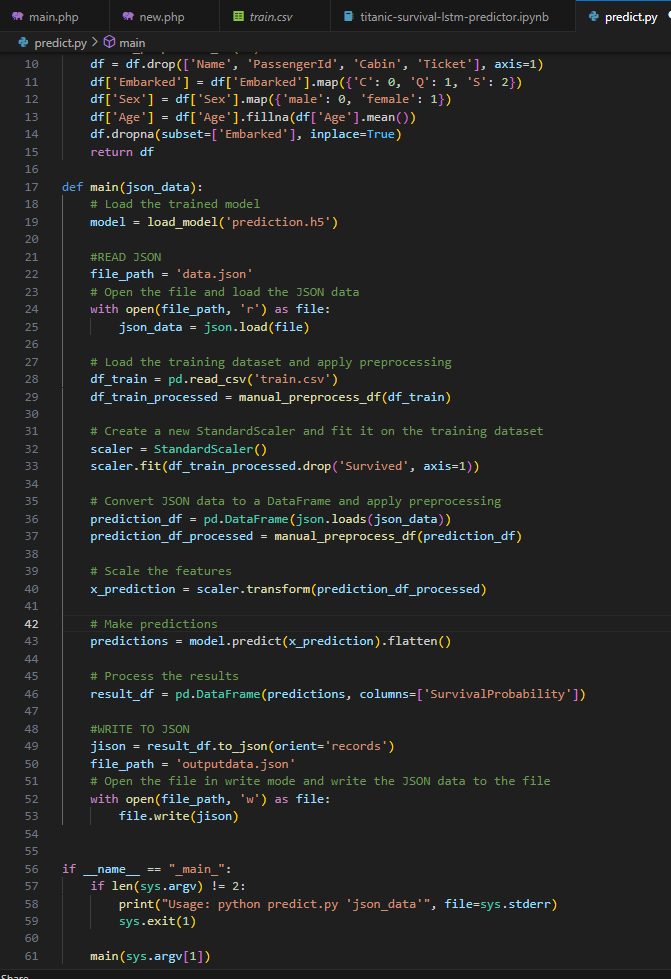 main.php new.php train.csv titanic-survival-lstm-predictor.ipynb predict.py
predict.py > main
10 df = df.drop(['Name', 'PassengerId', 'Cabin', 'Ticket'], axis=1)
11 df['Embarked'] = df['Embarked'].map({'C': 0, 'Q': 1, 'S': 2})
12 df['Sex'] = df['Sex'].map({'male': 0, 'female': 1})
13 df['Age'] = df['Age'].fillna(df['Age'].mean())
14 df.dropna(subset=['Embarked'], inplace=True)
15 return df
16
17 def main(json_data):
18 # Load the trained model
19 model = load_model('prediction.h5')
20
21 #READ JSON
22 file_path = 'data.json'
23 # Open the file and load the JSON data
24 with open(file_path, 'r') as file:
25 json_data = json.load(file)
26
27 # Load the training dataset and apply preprocessing
28 df_train = pd.read_csv('train.csv')
29 df_train_processed = manual_preprocess_df(df_train)
30
31 # Create a new StandardScaler and fit it on the training dataset
32 scaler = StandardScaler()
33 scaler.fit(df_train_processed.drop('Survived', axis=1))
34
35 # Convert JSON data to a DataFrame and apply preprocessing
36 prediction_df = pd.DataFrame(json.loads(json_data))
37 prediction_df_processed = manual_preprocess_df(prediction_df)
38
39 # Scale the features
40 x_prediction = scaler.transform(prediction_df_processed)
41
42 # Make predictions
43 predictions = model.predict(x_prediction).flatten()
44
45 # Process the results
46 result_df = pd.DataFrame(predictions, columns=['SurvivalProbability'])
47
48 #WRITE TO JSON
49 jison = result_df.to_json(orient='records')
50 file_path = 'outputdata.json'
51 # Open the file in write mode and write the JSON data to the file
52 with open(file_path, 'w') as file:
53 file.write(jison)
54
55
56 if __name__ == "_main_":
57 if len(sys.argv) != 2:
58 print("Usage: python predict.py 'json_data'", file=sys.stderr)
59 sys.exit(1)
60
61 main(sys.argv[1])
Share